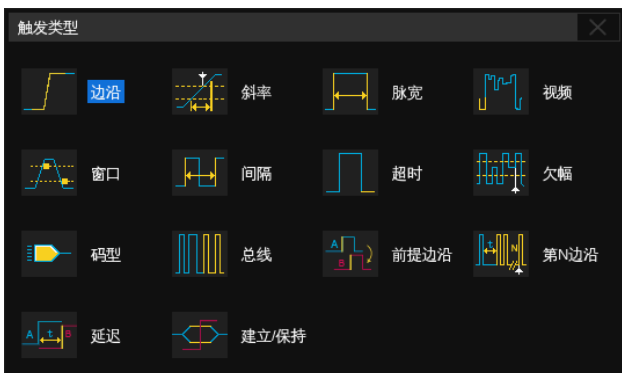 触发类型
边沿 斜率 脉宽 视频
窗口 间隔 超时 欠幅
码型 总线 A B 前提边沿 t N 第N边沿
A t B 延迟 建立/保持